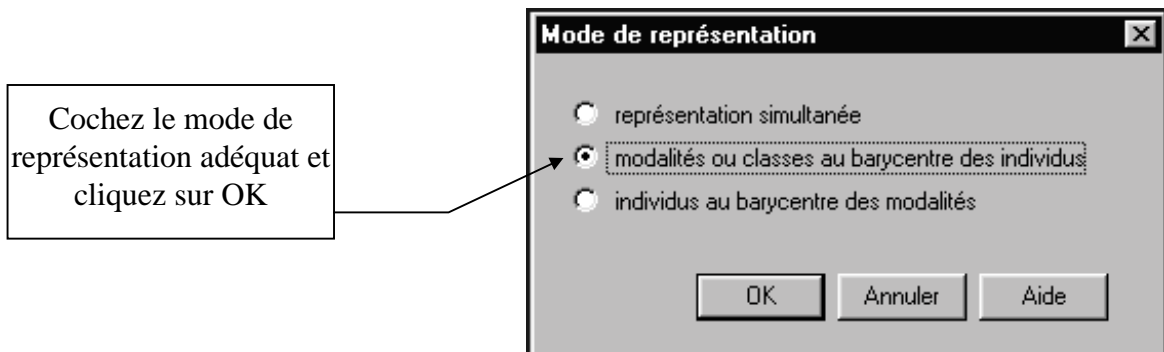 Mode de représentation
Cochez le mode de
représentation adéquat et
cliquez sur OK
représentation simultanée
modalités ou classes au barycentre des individus
individus au barycentre des modalités
OK
Annuler
Aide